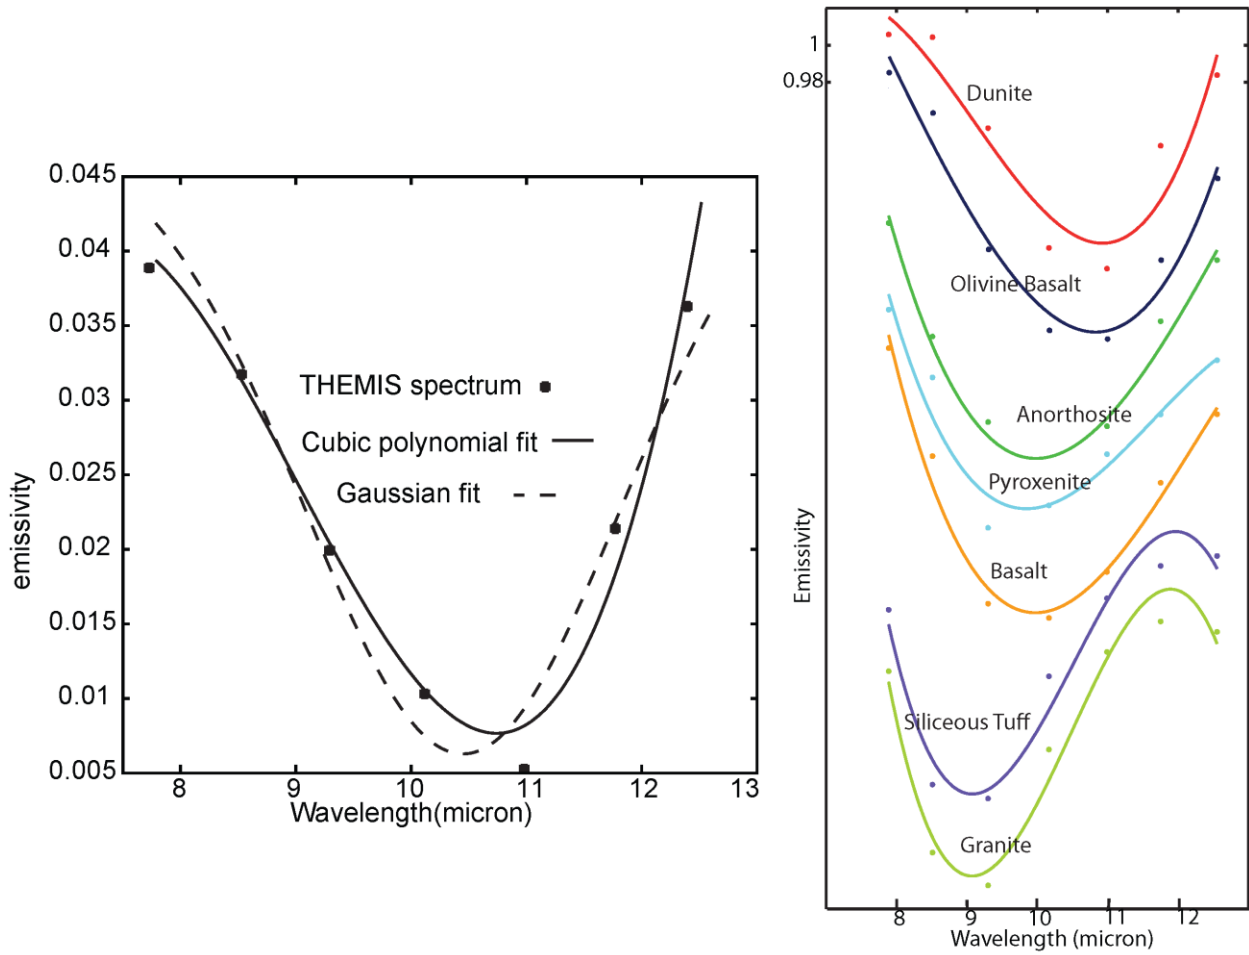 0.045
0.04
0.035
0.03
0.025
0.02
0.015
0.01
0.005
emissivity
THEMIS spectrum
Cubic polynomial fit
Gaussian fit
8 9 10 11 12 13
Wavelength(micron)
1
0.98
Emissivity
Dunite
Olivine Basalt
Anorthosite
Pyroxenite
Basalt
Siliceous Tuff
Granite
8 9 10 11 12
Wavelength (micron)